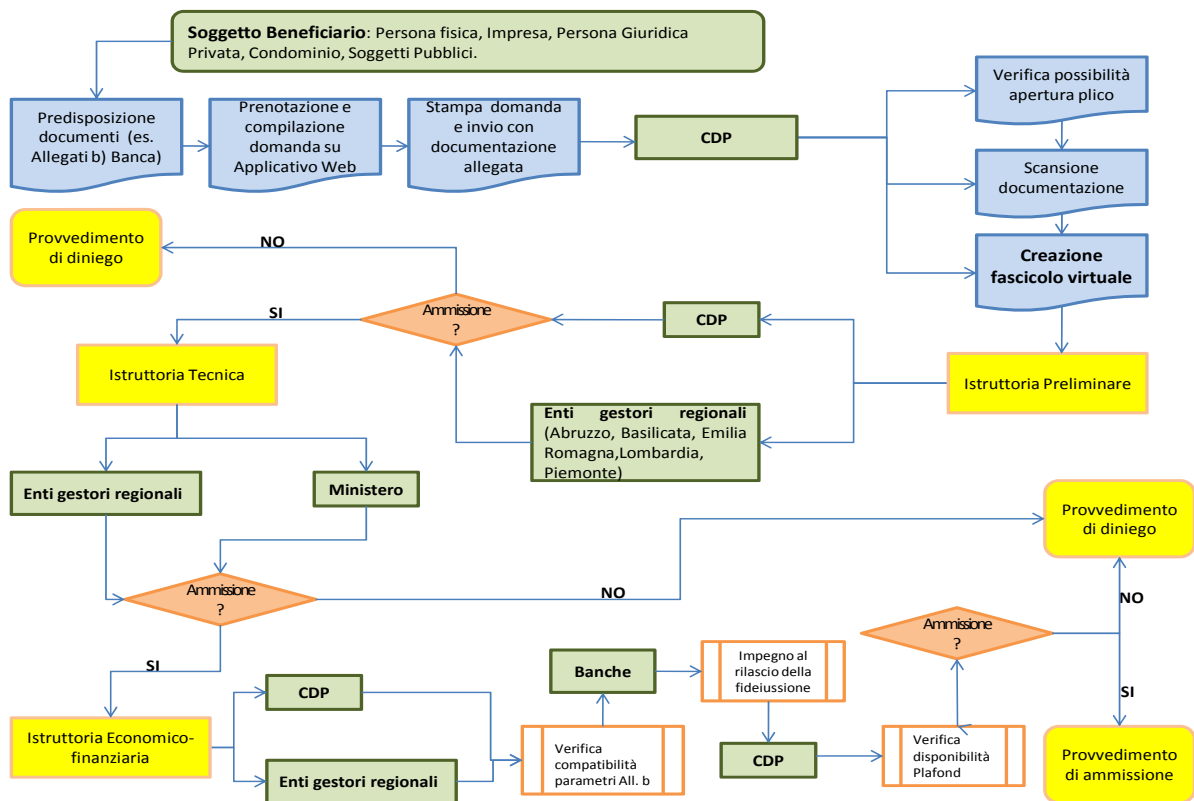 Soggetto Beneficiario: Persona fisica, Impresa, Persona Giuridica
Privata, Condominio, Soggetti Pubblici.
Predisposizione
documenti (es.
Allegati b) Banca)
Prenotazione e
compilazione
domanda su
Applicativo Web
Stampa domanda
e invio con
documentazione
allegata
CDP
Verifica possibilità
apertura plico
Scansione
documentazione
Creazione
fascicolo virtuale
Provvedimento
di diniego
NO
SI
Ammissione
?
CDP
Istruttoria Tecnica
Istruttoria Preliminare
Enti gestori regionali
(Abruzzo, Basilicata, Emilia
Romagna,Lombardia,
Piemonte)
Enti gestori regionali
Ministero
Provvedimento
di diniego
Ammissione
?
NO
Ammissione
?
NO
SI
Banche
Impegno al
rilascio della
fideiussione
SI
CDP
Istruttoria Economico-
finanziaria
Enti gestori regionali
Verifica
compatibilità
parametri All. b
CDP
Verifica
disponibilità
Plafond
Provvedimento
di ammissione